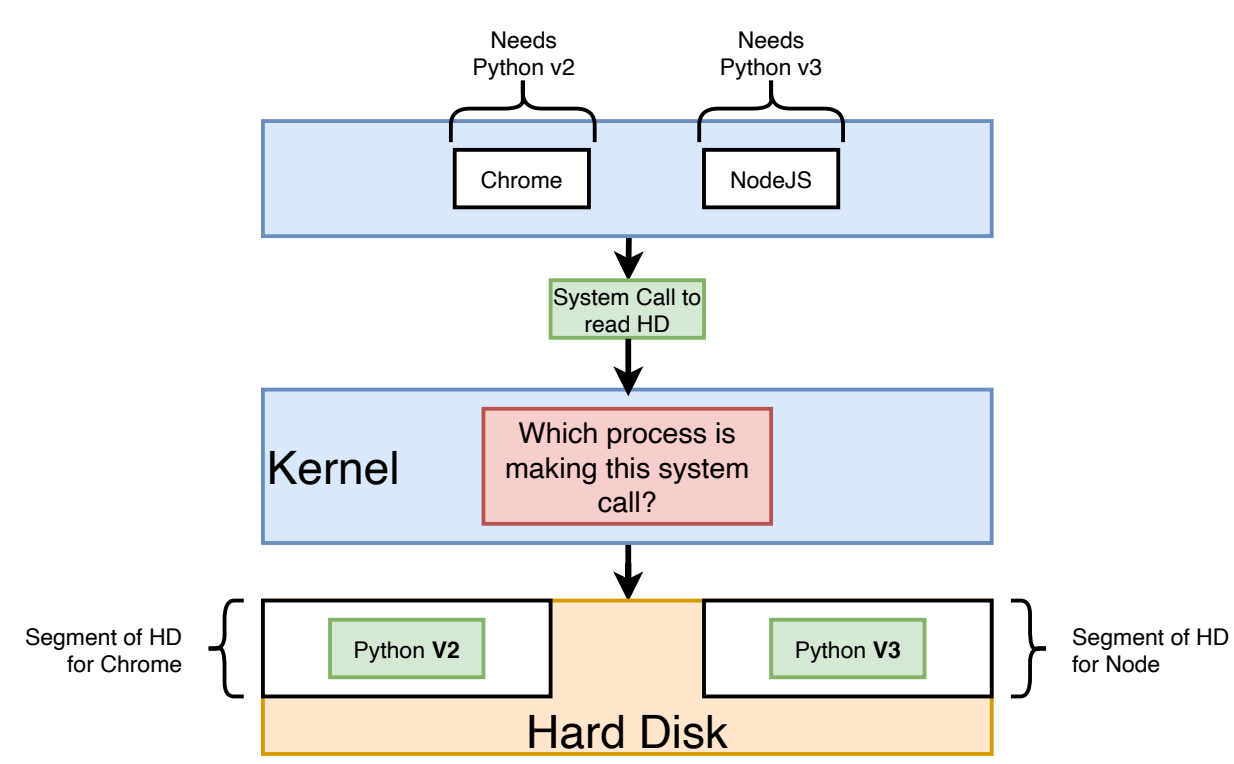 Needs
Python v2
Needs
Python v3
Chrome
NodeJS
System Call to
read HD
Kernel
Which process is
making this system
call?
Segment of HD
for Chrome
Python V2
Python V3
Segment of HD
for Node
Hard Disk